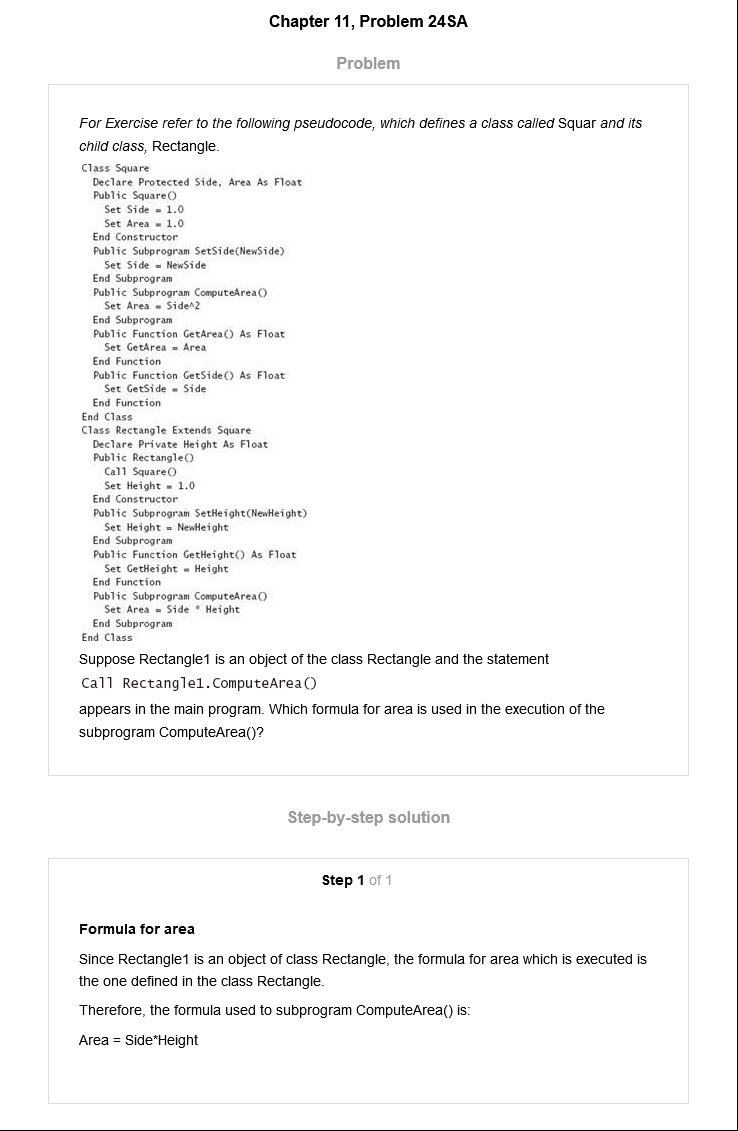 Chapter 11, Problem 24SA
Problem
For Exercise refer to the following pseudocode, which defines a class called Squar and its
child class, Rectangle.
Class Square
Declare Protected Side, Area As Float
Public Square()
Set Side = 1.0
Set Area = 1.0
End Constructor
Public Subprogram SetSide(NewSide)
Set Side = NewSide
End Subprogram
Public Subprogram ComputeArea()
Set Area = Side^2
End Subprogram
Public Function GetArea() As Float
Set GetArea = Area
End Function
Public Function GetSide() As Float
Set GetSide = Side
End Function
End Class
Class Rectangle Extends Square
Declare Private Height As Float
Public Rectangle()
Call Square()
Set Height = 1.0
End Constructor
Public Subprogram SetHeight(NewHeight)
Set Height = NewHeight
End Subprogram
Public Function GetHeight() As Float
Set GetHeight = Height
End Function
Public Subprogram ComputeArea()
Set Area = Side * Height
End Subprogram
End Class
Suppose Rectangle1 is an object of the class Rectangle and the statement
Call Rectangle1.ComputeArea()
appears in the main program. Which formula for area is used in the execution of the
subprogram ComputeArea()?
Step-by-step solution
Step 1 of 1
Formula for area
Since Rectangle1 is an object of class Rectangle, the formula for area which is executed is
the one defined in the class Rectangle.
Therefore, the formula used to subprogram ComputeArea() is:
Area = Side*Height